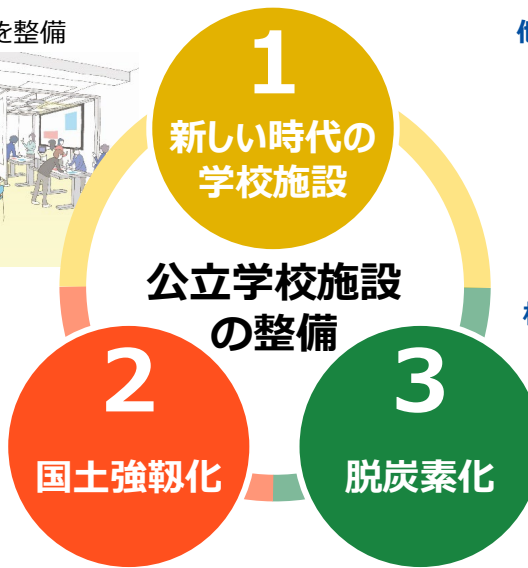 を整備
1
新しい時代の
学校施設
公立学校施設
の整備
2
国土強靱化
3
脱炭素化